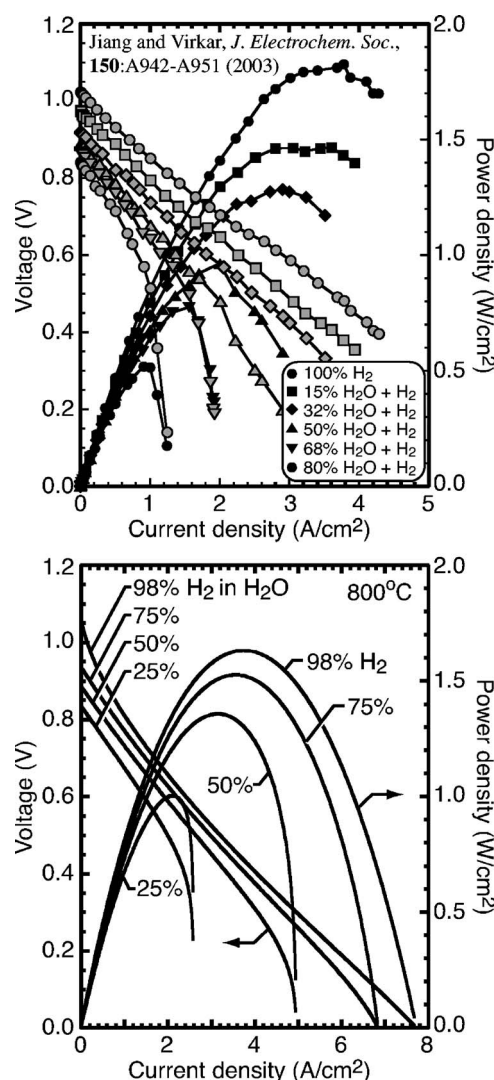 Jiang and Virkar, J. Electrochem. Soc.,
150:A942-A951 (2003)
1.2
1.0
0.8
0.6
0.4
0.2
0.0
Voltage (V)
2.0
1.5
1.0
0.5
0.0
Power density (W/cm²)
100% H₂
15% H₂O + H₂
32% H₂O + H₂
50% H₂O + H₂
68% H₂O + H₂
80% H₂O + H₂
0 1 2 3 4 5
Current density (A/cm²)
1.2
1.0
0.8
0.6
0.4
0.2
0.0
Voltage (V)
98% H₂ in H₂O
75%
50%
25%
800°C
98% H₂
75%
50%
25%
2.0
1.5
1.0
0.5
0.0
Power density (W/cm²)
0 2 4 6 8
Current density (A/cm²)